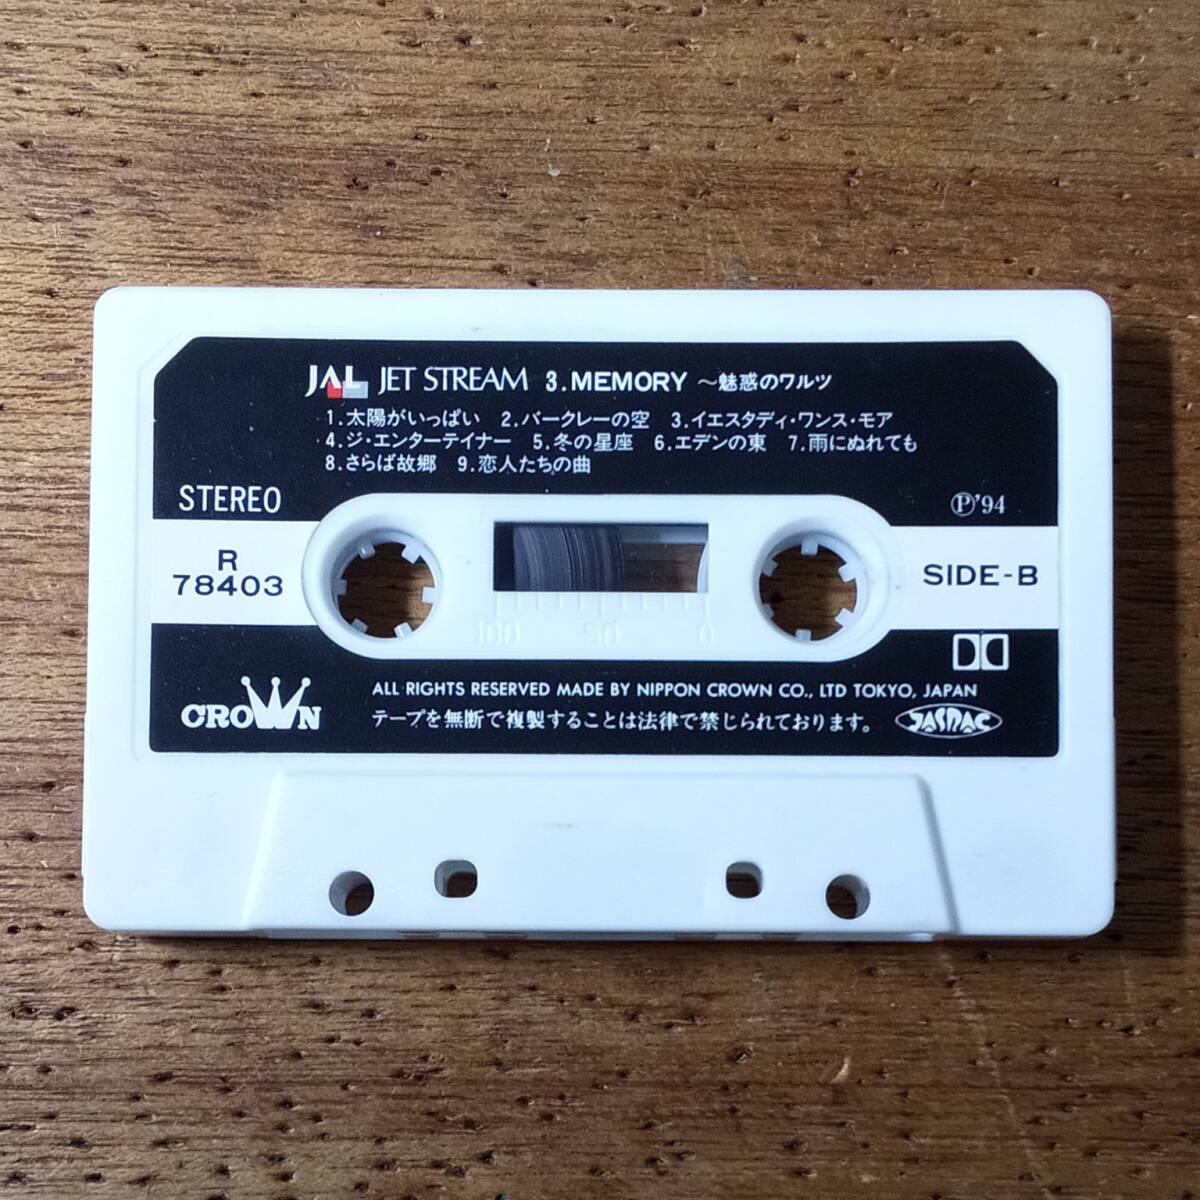 JAL JET STREAM 3.MEMORY ～魅惑のワルツ
1.太陽がいっぱい 2.バークレーの空 3.イエスタディ・ワンス・モア
4.ジ・エンターテイナー 5.冬の星座 6.エデンの東 7.雨にぬれても
8.さらば故郷 9.恋人たちの曲
STEREO
Ⓟ'94
R
78403
SIDE-B
100 50 0
CROWN
ALL RIGHTS RESERVED MADE BY NIPPON CROWN CO., LTD TOKYO, JAPAN
テープを無断で複製することは法律で禁じられております。
JASRAC